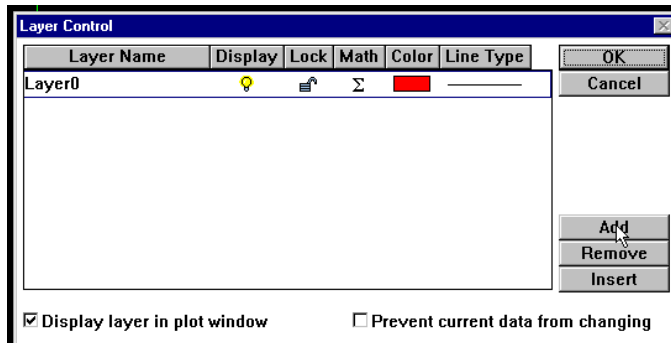 Layer Control
Layer Name Display Lock Math Color Line Type
OK
Layer0 Σ
Cancel
Add
Remove
Insert
Display layer in plot window Prevent current data from changing